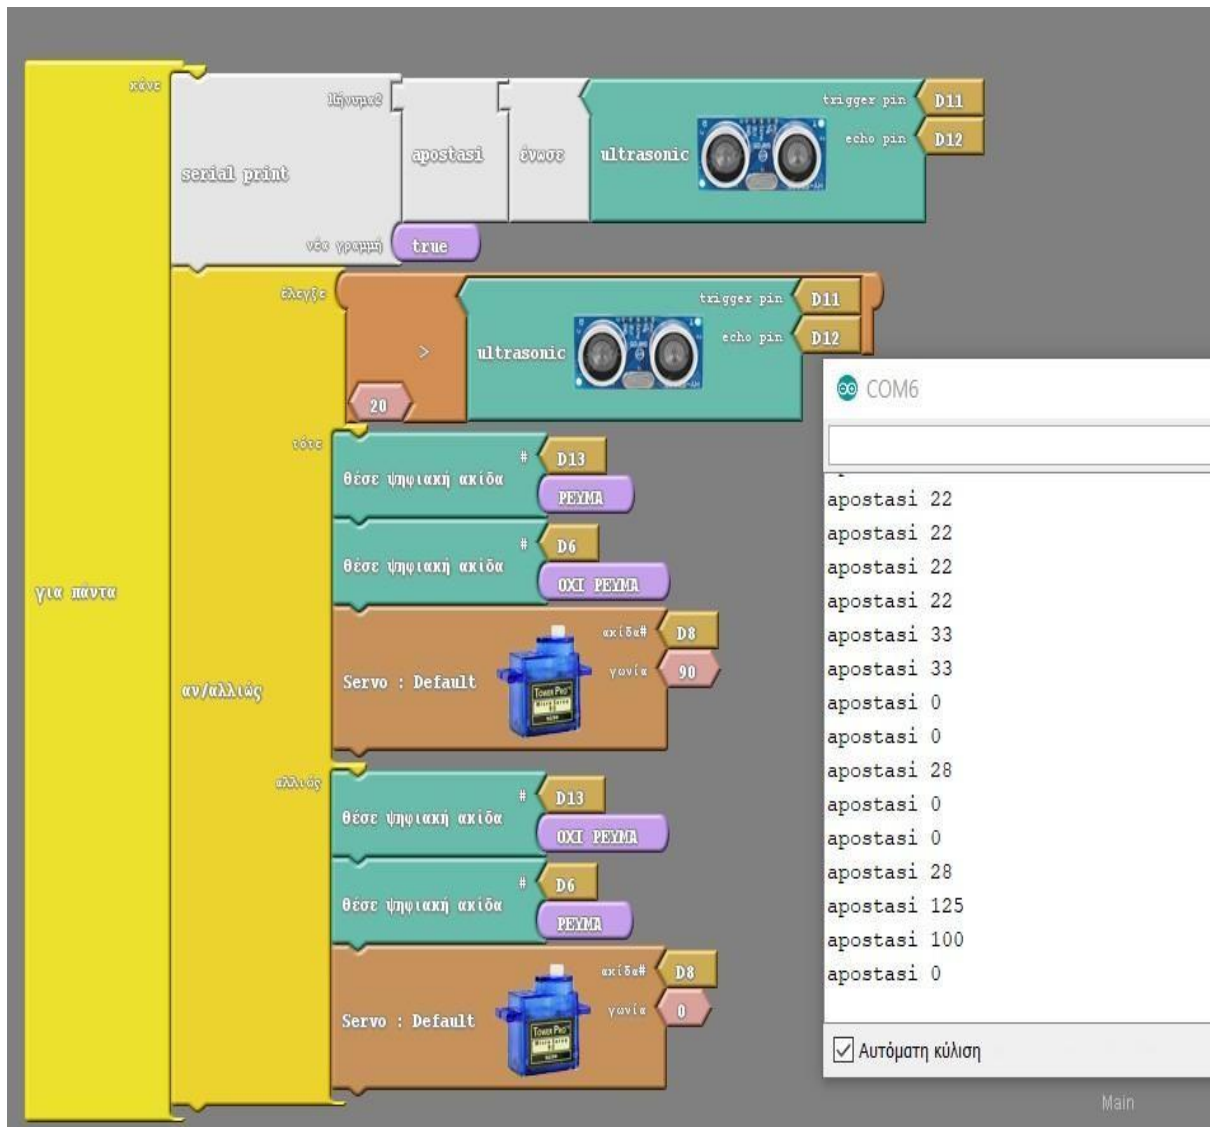 κάνε
Μήνυμα2
apostasi
ένωσε
ultrasonic
trigger pin D11
echo pin D12
serial print
νέα γραμμή true
έλεγξε
20
>
ultrasonic
trigger pin D11
echo pin D12
τότε
θέσε ψηφιακή ακίδα
# D13
ΡΕΥΜΑ
θέσε ψηφιακή ακίδα
# D6
ΟΧΙ ΡΕΥΜΑ
για πάντα
αν/αλλιώς
Servo : Default
ακίδα# D8
γωνία 90
αλλιός
θέσε ψηφιακή ακίδα
# D13
ΟΧΙ ΡΕΥΜΑ
θέσε ψηφιακή ακίδα
# D6
ΡΕΥΜΑ
Servo : Default
ακίδα# D8
γωνία 0
COM6
apostasi 22
apostasi 22
apostasi 22
apostasi 22
apostasi 33
apostasi 33
apostasi 0
apostasi 0
apostasi 28
apostasi 0
apostasi 0
apostasi 28
apostasi 125
apostasi 100
apostasi 0
Αυτόματη κύλιση
Main